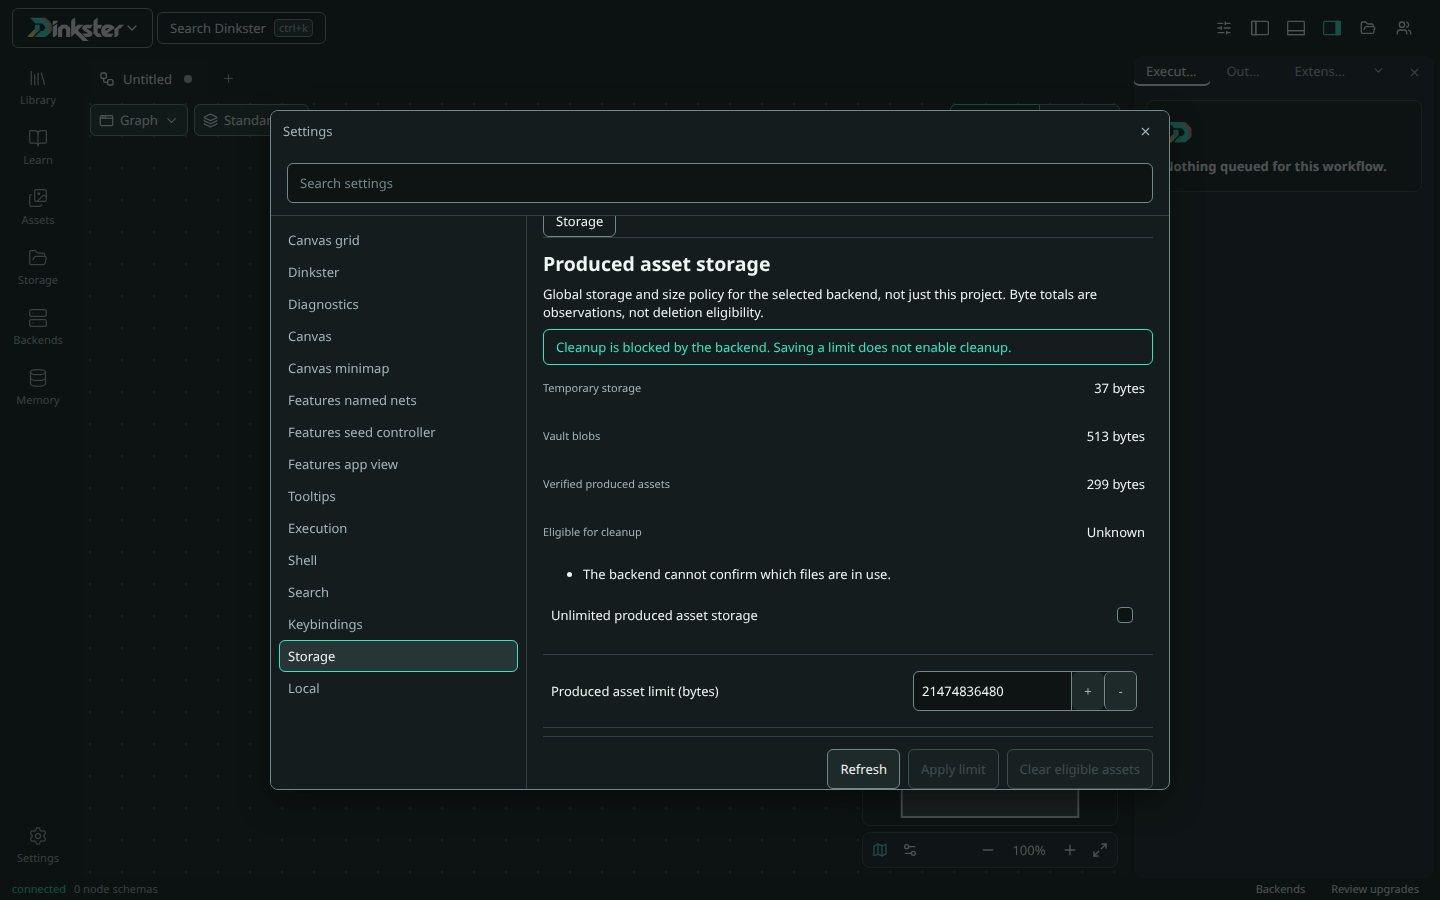 Dinkster
Search Dinkster ctrl+k
Library
Learn
Assets
Storage
Backends
Memory
Settings
Untitled
+
Graph
Execut...
Out...
Extens...
Nothing queued for this workflow.
Settings
Search settings
Canvas grid
Dinkster
Diagnostics
Canvas
Canvas minimap
Features named nets
Features seed controller
Features app view
Tooltips
Execution
Shell
Search
Keybindings
Storage
Local
Storage
Produced asset storage
Global storage and size policy for the selected backend, not just this project. Byte totals are
observations, not deletion eligibility.
Cleanup is blocked by the backend. Saving a limit does not enable cleanup.
Temporary storage 37 bytes
Vault blobs 513 bytes
Verified produced assets 299 bytes
Eligible for cleanup Unknown
• The backend cannot confirm which files are in use.
Unlimited produced asset storage
Produced asset limit (bytes) 21474836480 + -
Refresh Apply limit Clear eligible assets
100%
connected 0 node schemas
Backends Review upgrades